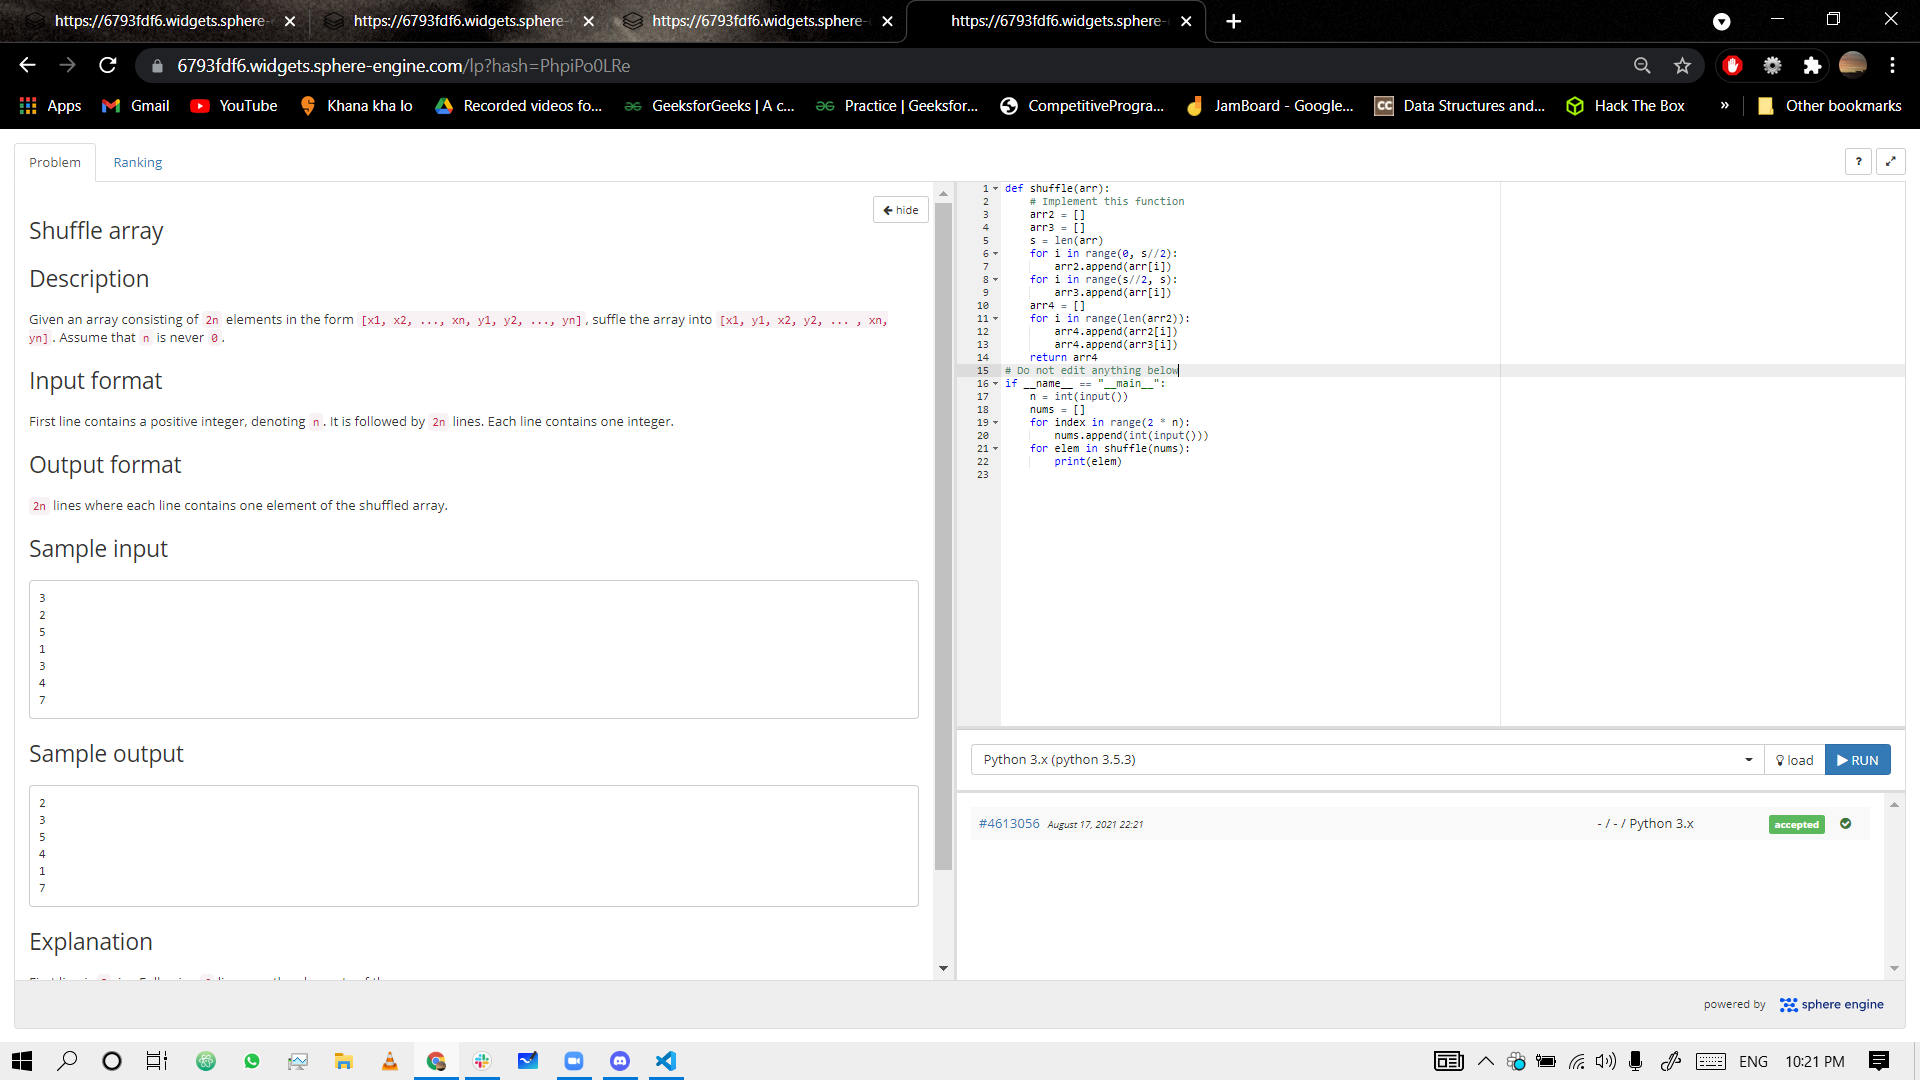 https://6793fdf6.widgets.sphere-
https://6793fdf6.widgets.sphere-
https://6793fdf6.widgets.sphere-
https://6793fdf6.widgets.sphere-
6793fdf6.widgets.sphere-engine.com/lp?hash=PhpiPo0LRe
Apps
Gmail
YouTube
Khana kha lo
Recorded videos fo...
GeeksforGeeks | A c...
Practice | Geeksfor...
CompetitiveProgra...
JamBoard - Google...
CC
Data Structures and...
Hack The Box
»
Other bookmarks
Problem
Ranking
?
hide
Shuffle array
Description
Given an array consisting of 2n elements in the form [x1, x2, ..., xn, y1, y2, ..., yn], suffle the array into [x1, y1, x2, y2, ... , xn,
yn]. Assume that n is never 0.
Input format
First line contains a positive integer, denoting n. It is followed by 2n lines. Each line contains one integer.
Output format
2n lines where each line contains one element of the shuffled array.
Sample input
3
2
5
1
3
4
7
Sample output
2
3
5
4
1
7
Explanation
1 def shuffle(arr):
2 # Implement this function
3 arr2 = []
4 arr3 = []
5 s = len(arr)
6 for i in range(0, s//2):
7 arr2.append(arr[i])
8 for i in range(s//2, s):
9 arr3.append(arr[i])
10 arr4 = []
11 for i in range(len(arr2)):
12 arr4.append(arr2[i])
13 arr4.append(arr3[i])
14 return arr4
15 # Do not edit anything below
16 if __name__ == "__main__":
17 n = int(input())
18 nums = []
19 for index in range(2 * n):
20 nums.append(int(input()))
21 for elem in shuffle(nums):
22 print(elem)
23
Python 3.x (python 3.5.3)
load
RUN
#4613056 August 17, 2021 22:21
- / - / Python 3.x
accepted
powered by sphere engine
ENG
10:21 PM